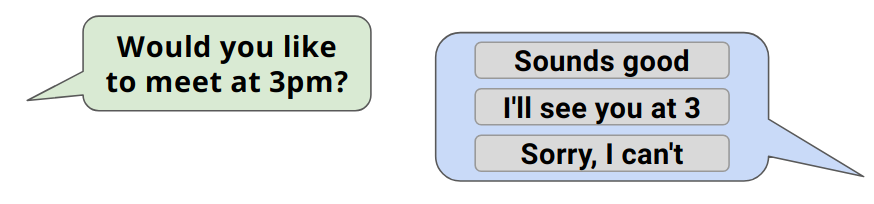 Would you like
to meet at 3pm?
Sounds good
I'll see you at 3
Sorry, I can't